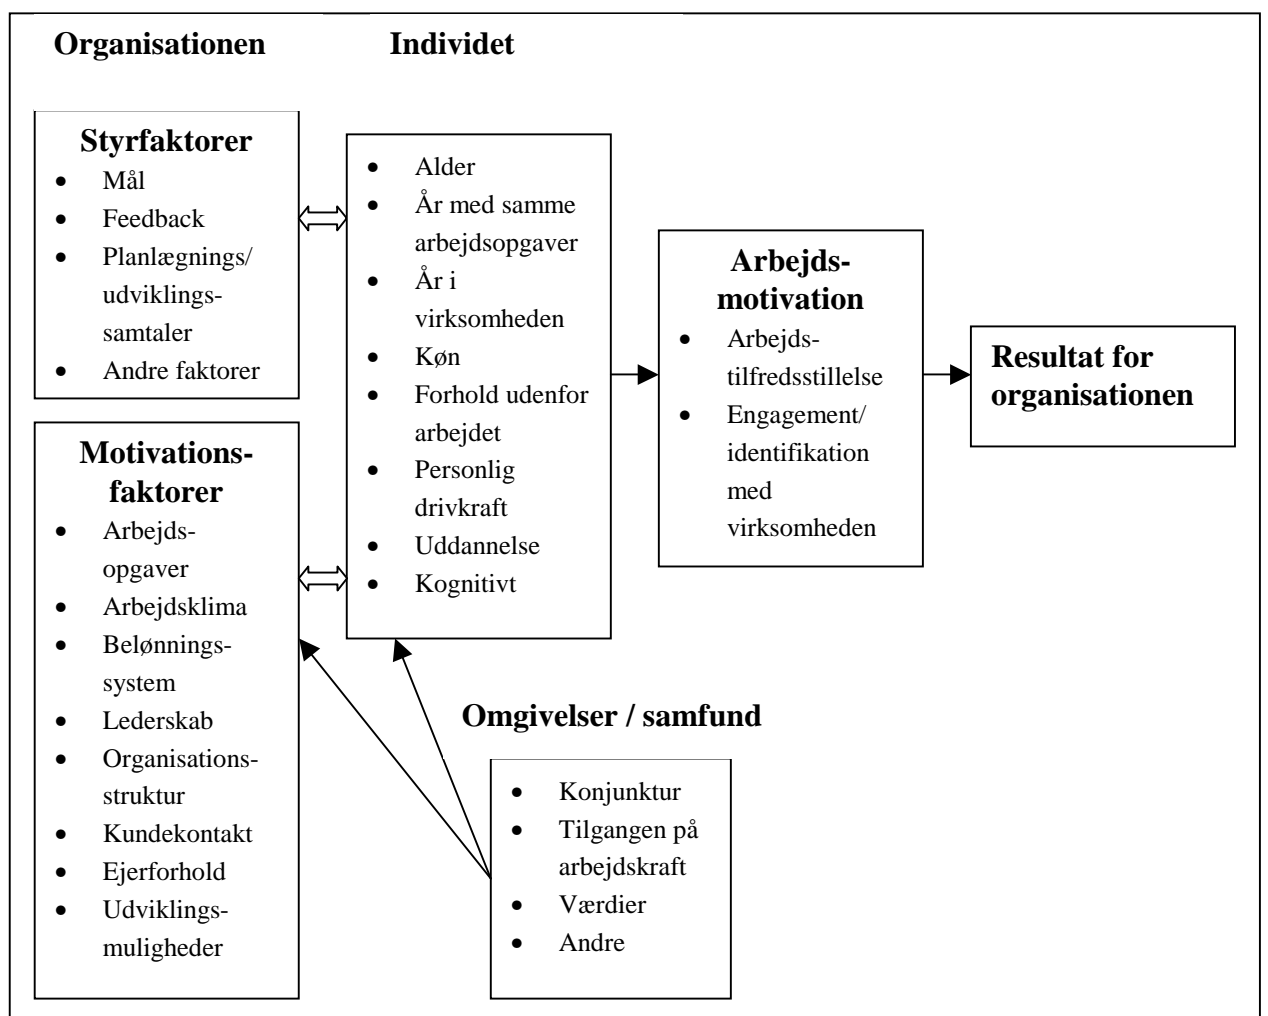 Organisationen
Individet
Styrfaktorer
• Mål
• Feedback
• Planlægnings/
udviklings-
samtaler
• Andre faktorer
Motivations-
faktorer
• Arbejds-
opgaver
• Arbejdsklima
• Belønnings-
system
• Lederskab
• Organisations-
struktur
• Kundekontakt
• Ejerforhold
• Udviklings-
muligheder
• Alder
• År med samme
arbejdsopgaver
• År i
virksomheden
• Køn
• Forhold udenfor
arbejdet
• Personlig
drivkraft
• Uddannelse
• Kognitivt
Omgivelser / samfund
• Konjunktur
• Tilgangen på
arbejdskraft
• Værdier
• Andre
Arbejds-
motivation
• Arbejds-
tilfredsstillelse
• Engagement/
identifikation
med
virksomheden
Resultat for
organisationen